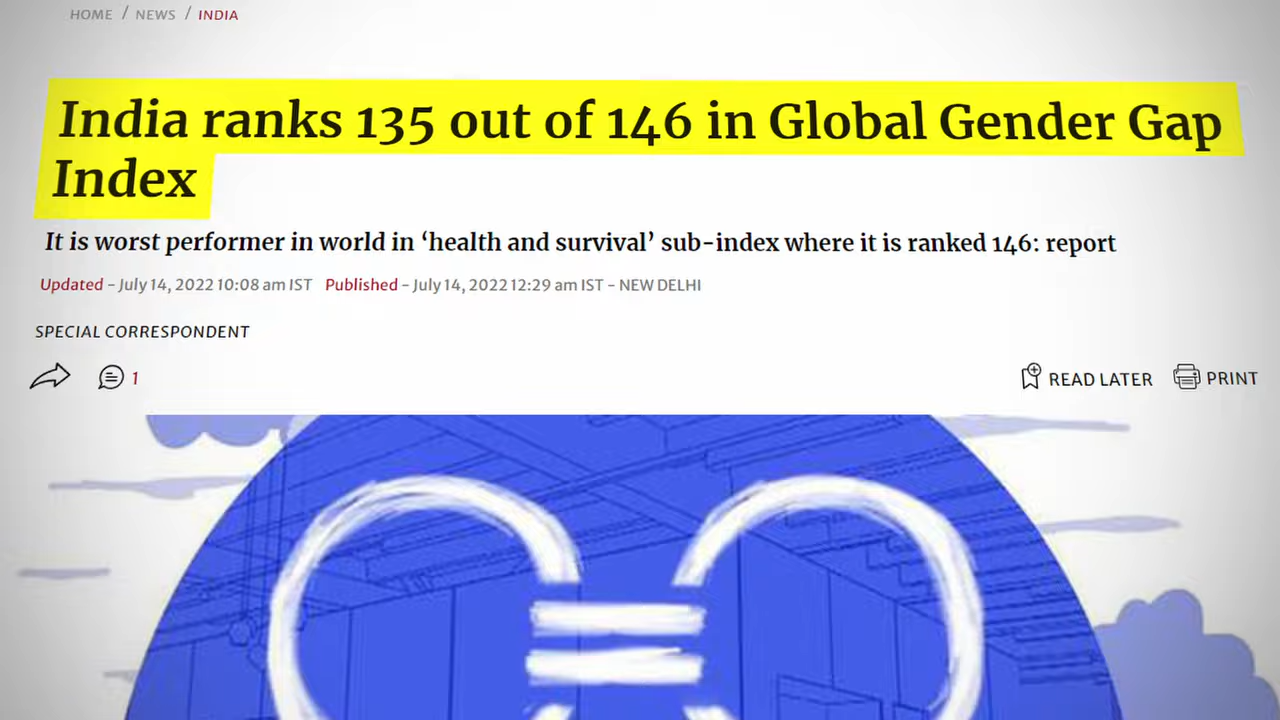 HOME / NEWS / INDIA
India ranks 135 out of 146 in Global Gender Gap
Index
It is worst performer in world in ‘health and survival’ sub-index where it is ranked 146: report
Updated - July 14, 2022 10:08 am IST Published - July 14, 2022 12:29 am IST - NEW DELHI
SPECIAL CORRESPONDENT
1 READ LATER PRINT